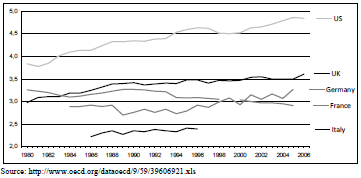 5,0
4,5
4,0
3,5
3,0
2,5
2,0
US
UK
Germany
France
Italy
1980 1982 1984 1986 1988 1990 1992 1994 1996 1998 2000 2002 2004 2006
Source: http://www.oecd.org/dataoecd/9/59/39606921.xls